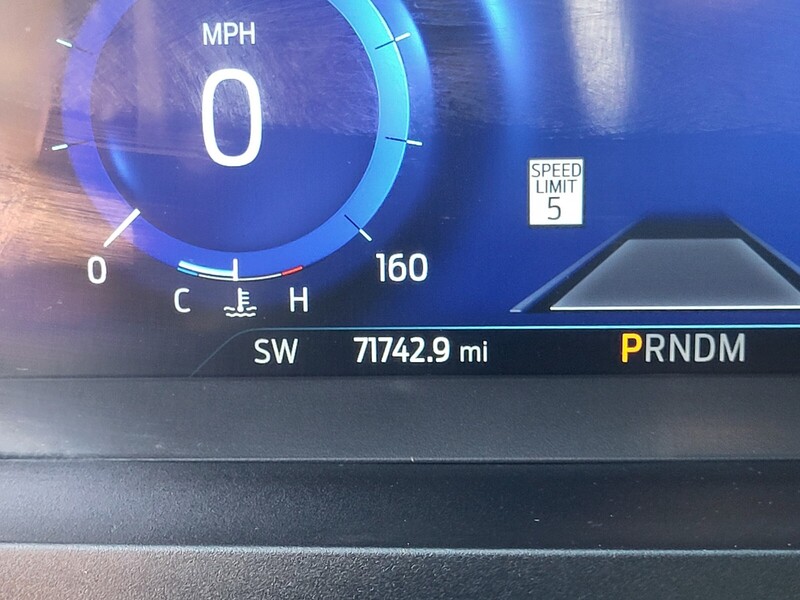 MPH
0
SPEED
LIMIT
5
0
160
C
H
SW 71742.9 mi PRNDM